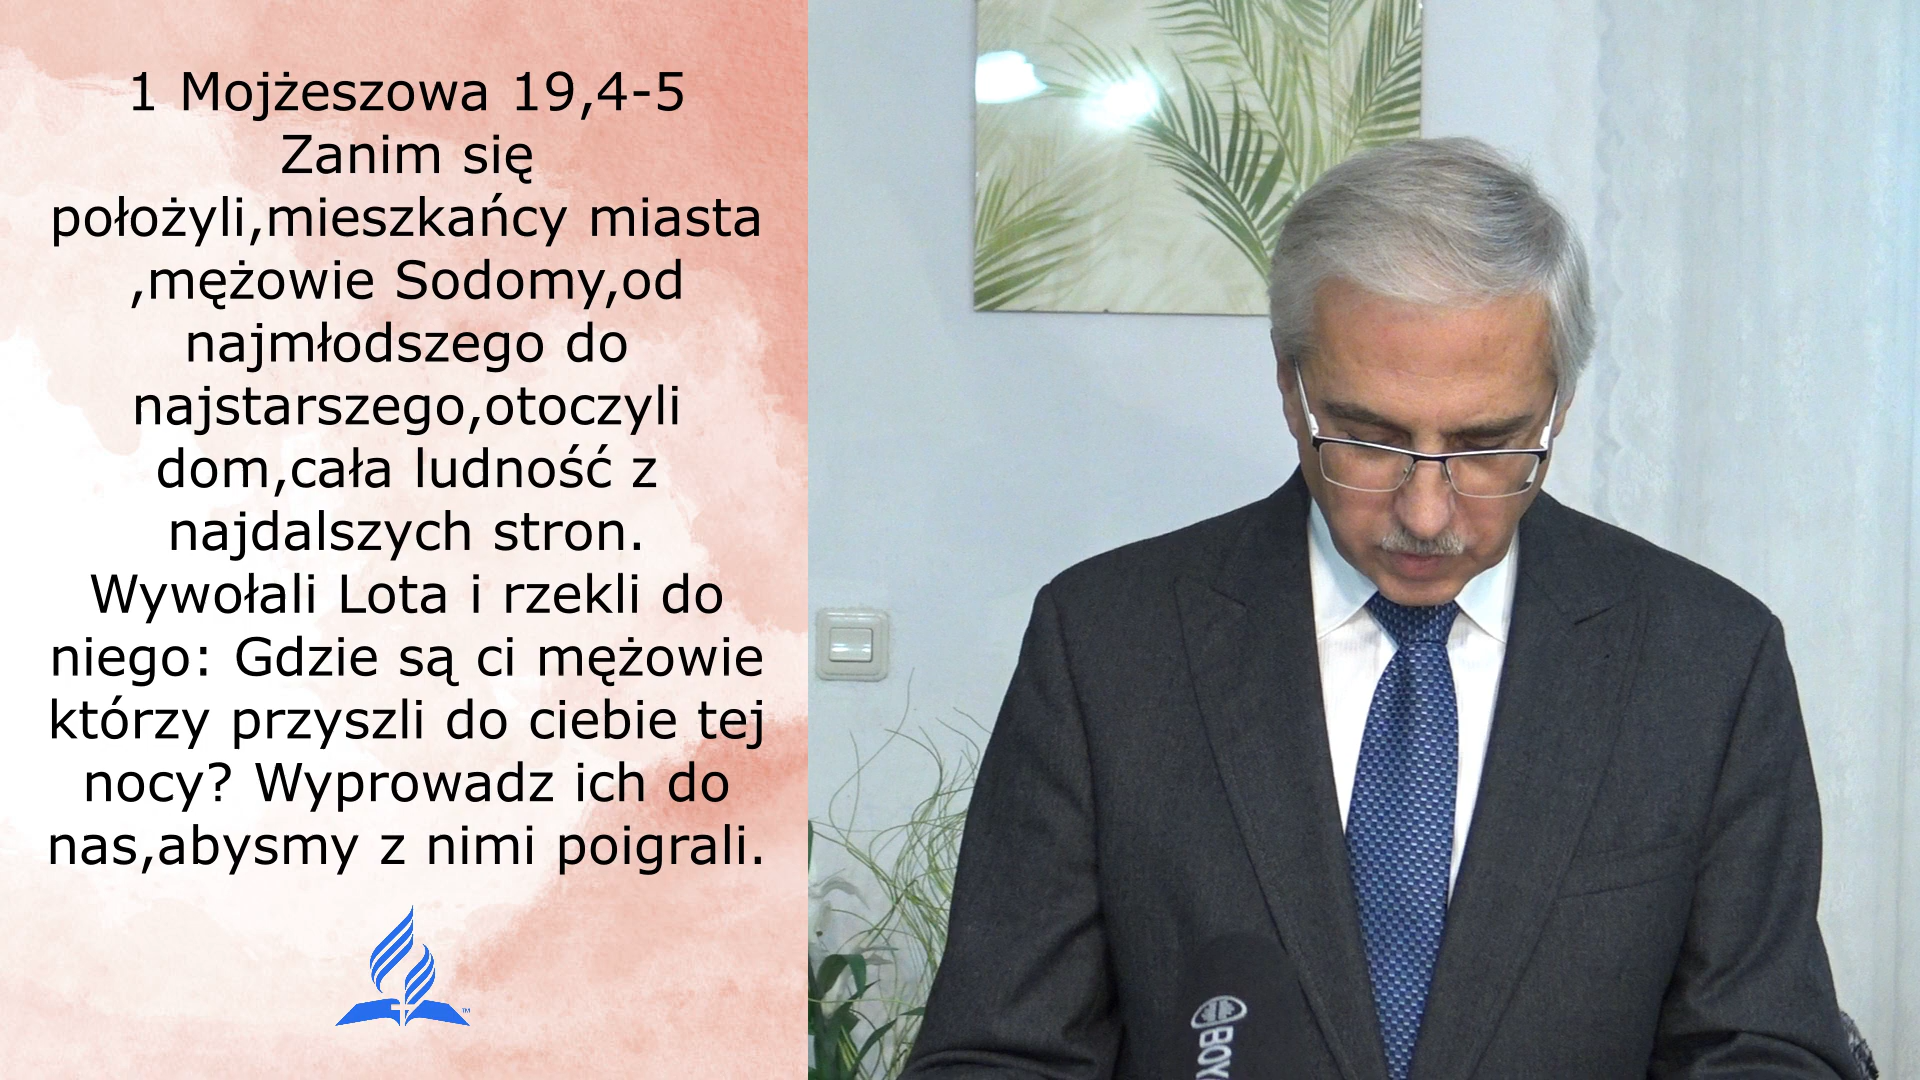 1 Mojżeszowa 19,4-5
Zanim się
położyli,mieszkańcy miasta
,mężowie Sodomy,od
najmłodszego do
najstarszego,otoczyli
dom,cała ludność z
najdalszych stron.
Wywołali Lota i rzekli do
niego: Gdzie są ci mężowie
którzy przyszli do ciebie tej
nocy? Wyprowadz ich do
nas,abysmy z nimi poigrali.
TM
BOY